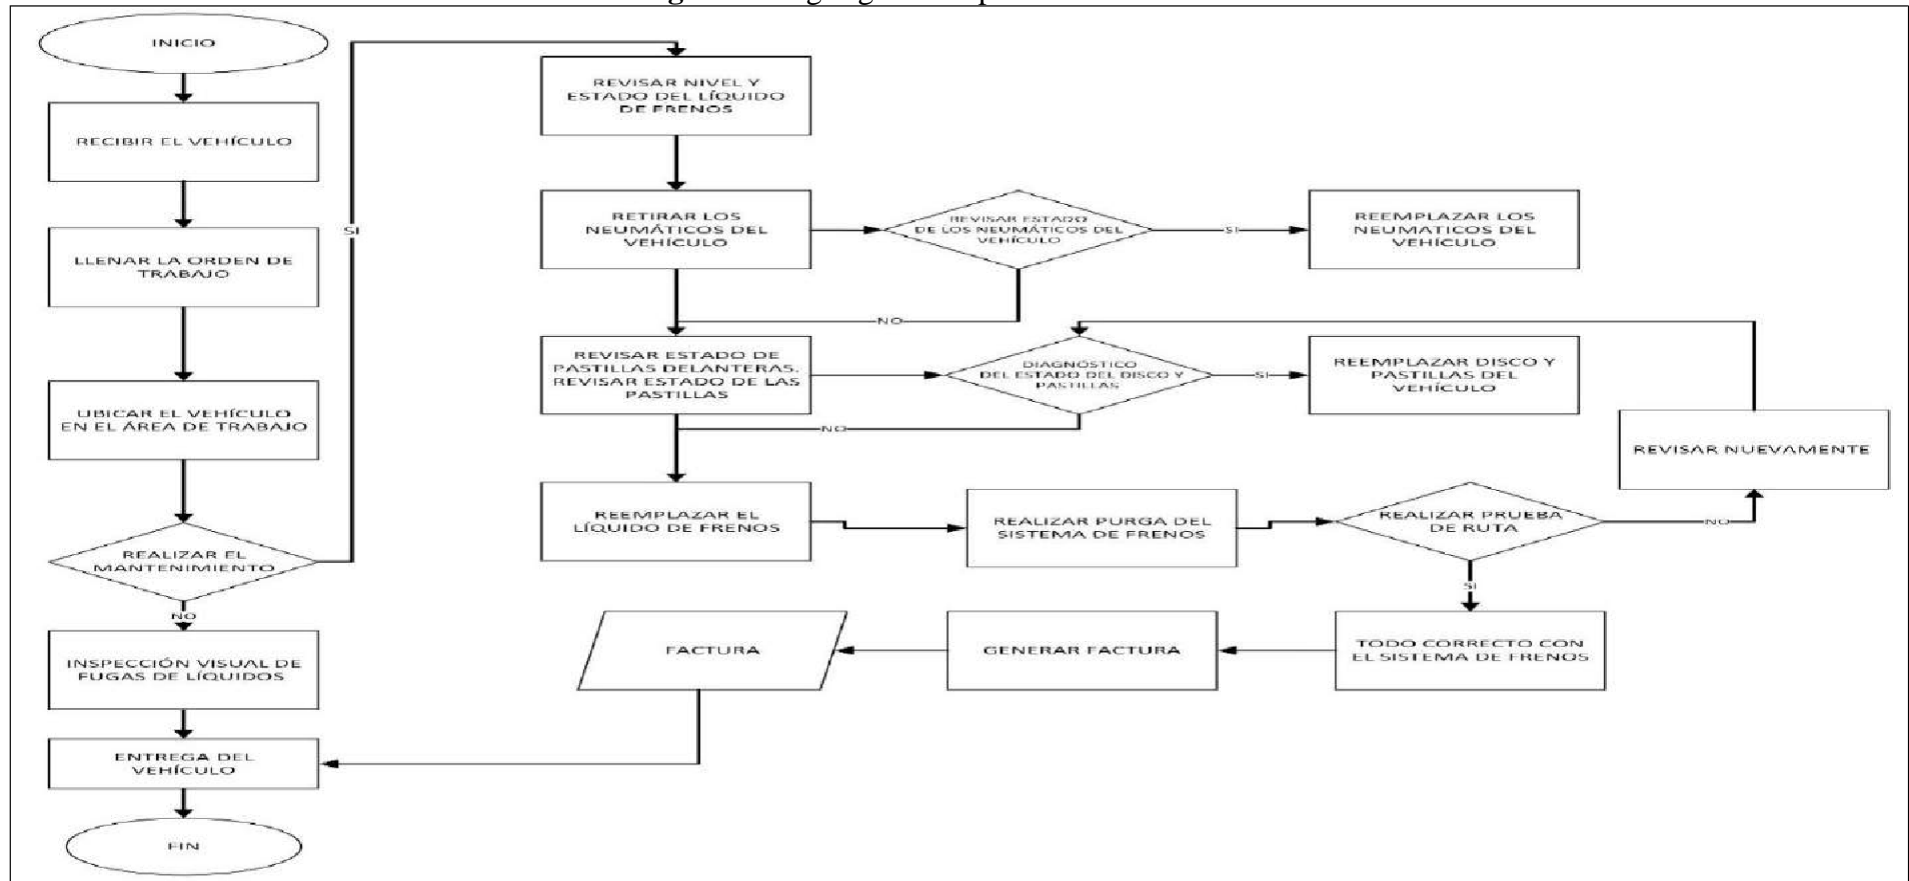 INICIO
RECIBIR EL VEHÍCULO
LLENAR LA ORDEN DE
TRABAJO
UBICAR EL VEHÍCULO
EN EL ÁREA DE TRABAJO
REALIZAR EL
MANTENIMIENTO
NO
INSPECCIÓN VISUAL DE
FUGAS DE LÍQUIDOS
ENTREGA DEL
VEHÍCULO
FIN
SI
REVISAR NIVEL Y
ESTADO DEL LÍQUIDO
DE FRENOS
RETIRAR LOS
NEUMÁTICOS DEL
VEHÍCULO
REVISAR ESTADO
DE LOS NEUMÁTICOS DEL
VEHÍCULO
SI
REEMPLAZAR LOS
NEUMATICOS DEL
VEHÍCULO
NO
REVISAR ESTADO DE
PASTILLAS DELANTERAS.
REVISAR ESTADO DE LAS
PASTILLAS
DIAGNÓSTICO
DEL ESTADO DEL DISCO Y
PASTILLAS
SI
REEMPLAZAR DISCO Y
PASTILLAS DEL
VEHÍCULO
NO
REVISAR NUEVAMENTE
REEMPLAZAR EL
LÍQUIDO DE FRENOS
REALIZAR PURGA DEL
SISTEMA DE FRENOS
REALIZAR PRUEBA
DE RUTA
NO
SI
TODO CORRECTO CON
EL SISTEMA DE FRENOS
GENERAR FACTURA
FACTURA